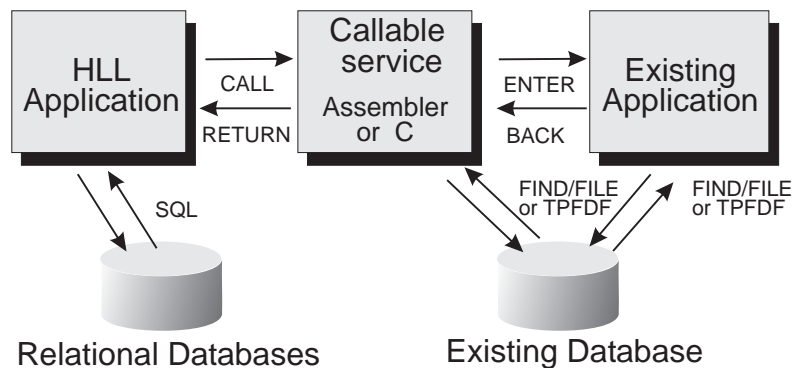 HLL
Application
CALL
RETURN
Callable
service
Assembler
or C
ENTER
BACK
Existing
Application
SQL
FIND/FILE
or TPFDF
FIND/FILE
or TPFDF
Relational Databases
Existing Database